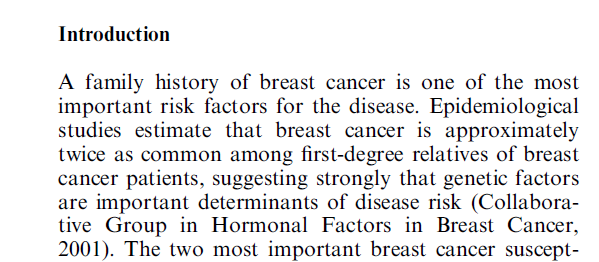 Introduction
A family history of breast cancer is one of the most
important risk factors for the disease. Epidemiological
studies estimate that breast cancer is approximately
twice as common among first-degree relatives of breast
cancer patients, suggesting strongly that genetic factors
are important determinants of disease risk (Collabora-
tive Group in Hormonal Factors in Breast Cancer,
2001). The two most important breast cancer suscept-